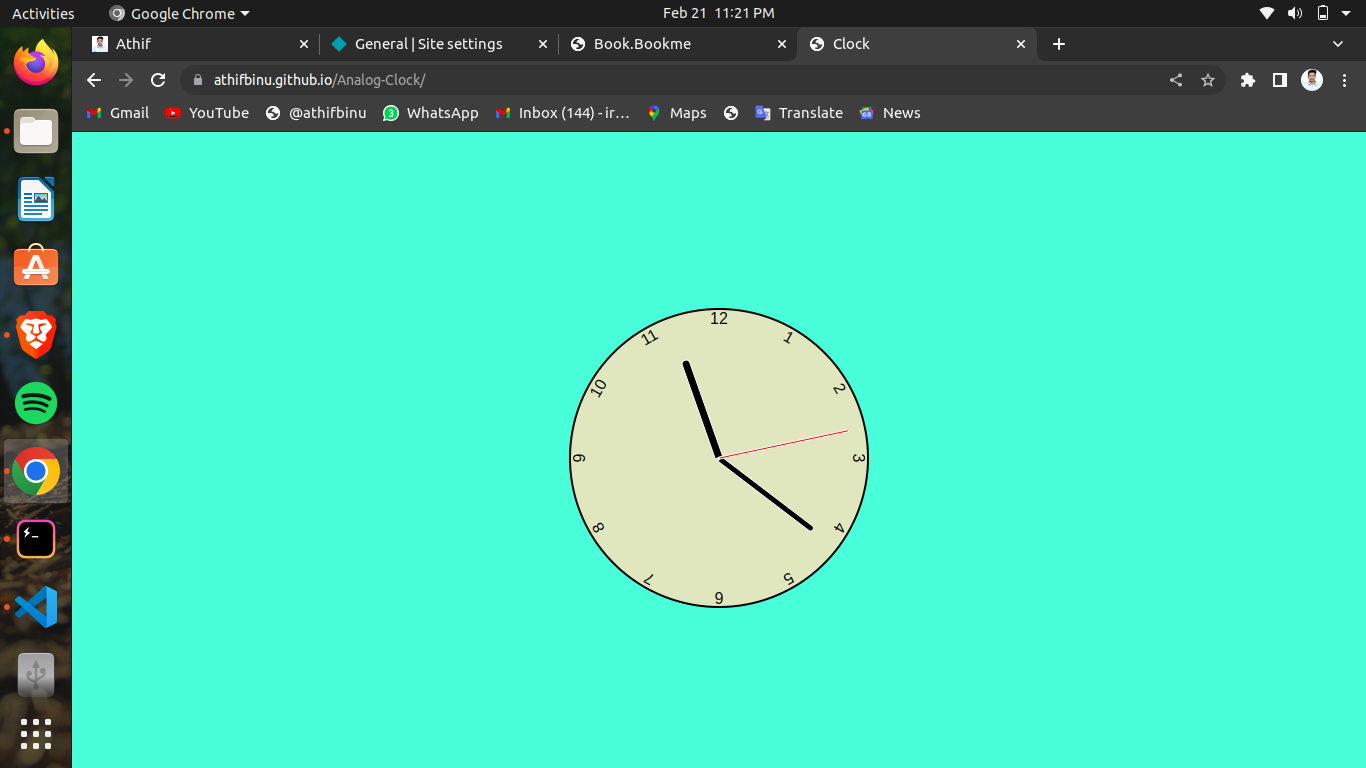 Activities Google Chrome Feb 21 11:21 PM
Athif General | Site settings Book.Bookme Clock
athifbinu.github.io/Analog-Clock/
Gmail YouTube @athifbinu 3 WhatsApp Inbox (144) - ir… Maps Translate News
12
11 1
10 2
9 3
8 4
7 5
6